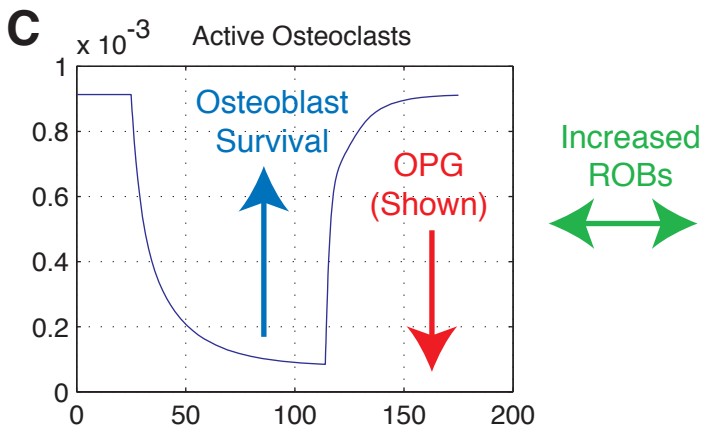 C
x 10^-3
Active Osteoclasts
1
0.8
0.6
0.4
0.2
0
0
50
100
150
200
Osteoblast
Survival
OPG
(Shown)
Increased
ROBs